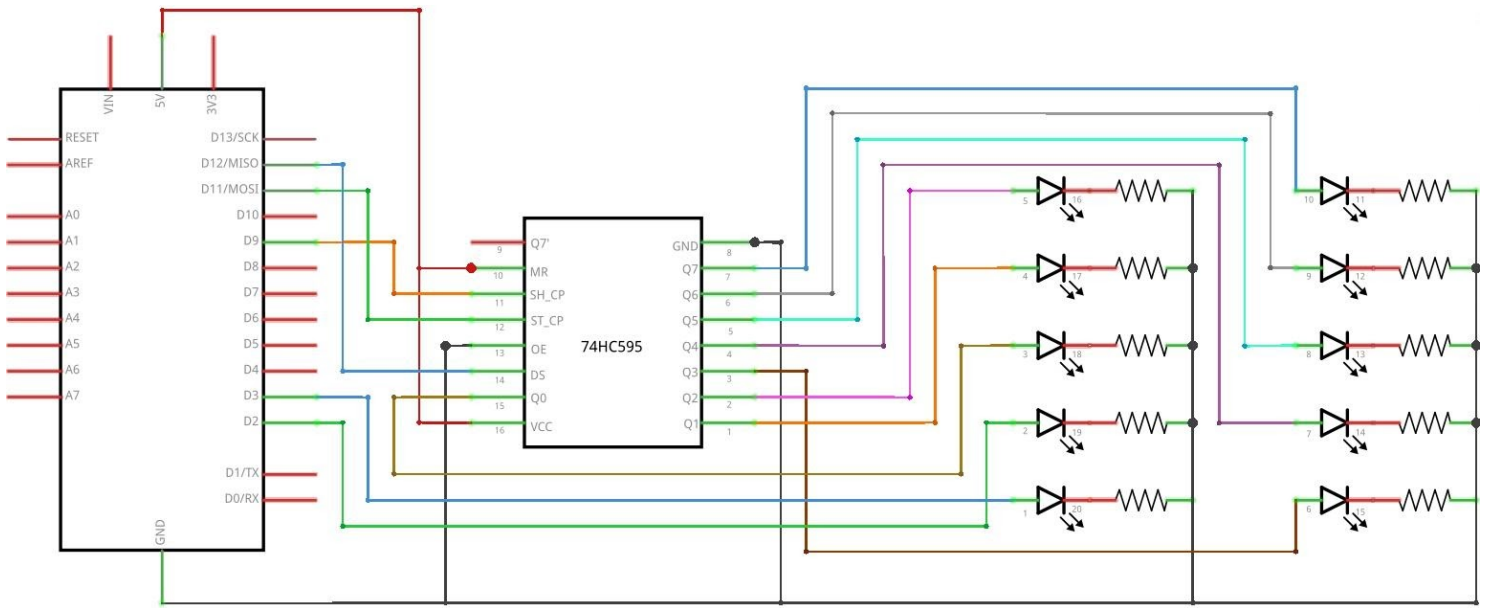 VIN
5V
3V3
RESET
AREF
A0
A1
A2
A3
A4
A5
A6
A7
GND
D13/SCK
D12/MISO
D11/MOSI
D10
D9
D8
D7
D6
D5
D4
D3
D2
D1/TX
D0/RX
74HC595
9 Q7'
10 MR
11 SH_CP
12 ST_CP
13 OE
14 DS
15 Q0
16 VCC
GND 8
Q7 7
Q6 6
Q5 5
Q4 4
Q3 3
Q2 2
Q1 1
5 16
4 17
3 18
2 19
1 20
10 11
9 12
8 13
7 14
6 15